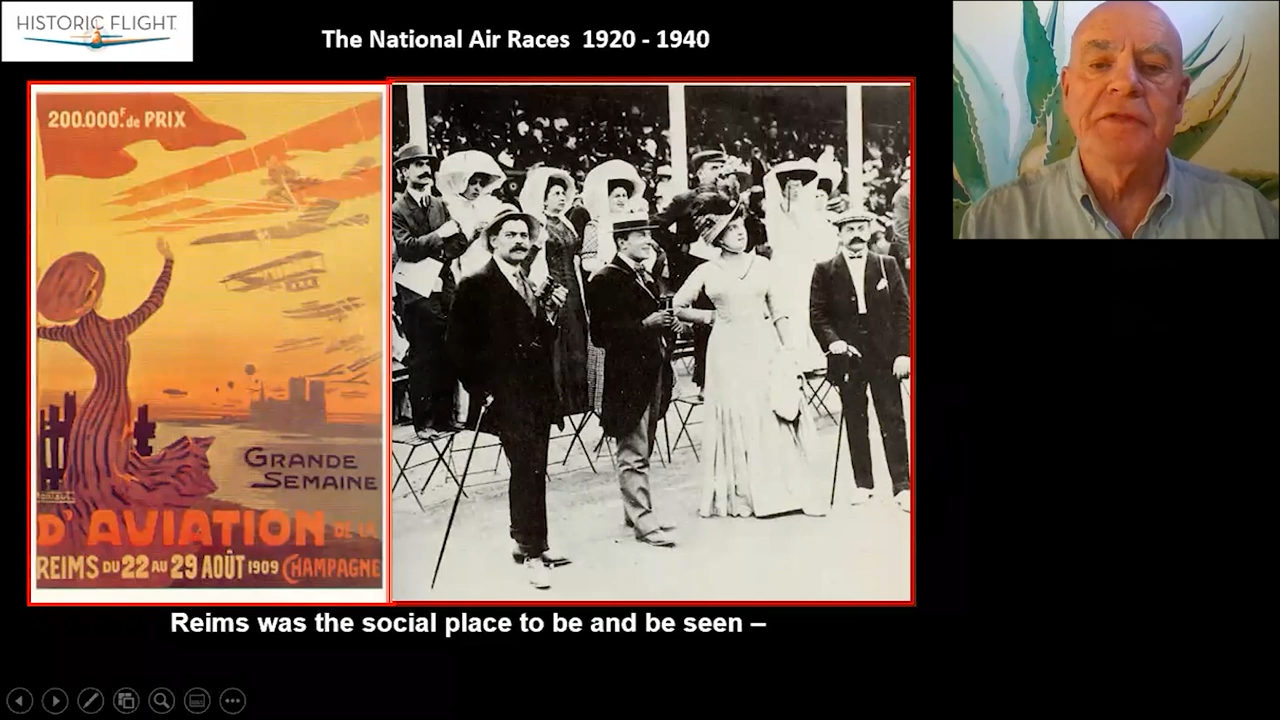 HISTORIC FLIGHT
The National Air Races 1920 - 1940
200.000.F de PRIX
GRANDE
SEMAINE
D'AVIATION DE LA
REIMS DU 22 AU 29 AOÛT 1909 CHAMPAGNE
Reims was the social place to be and be seen –